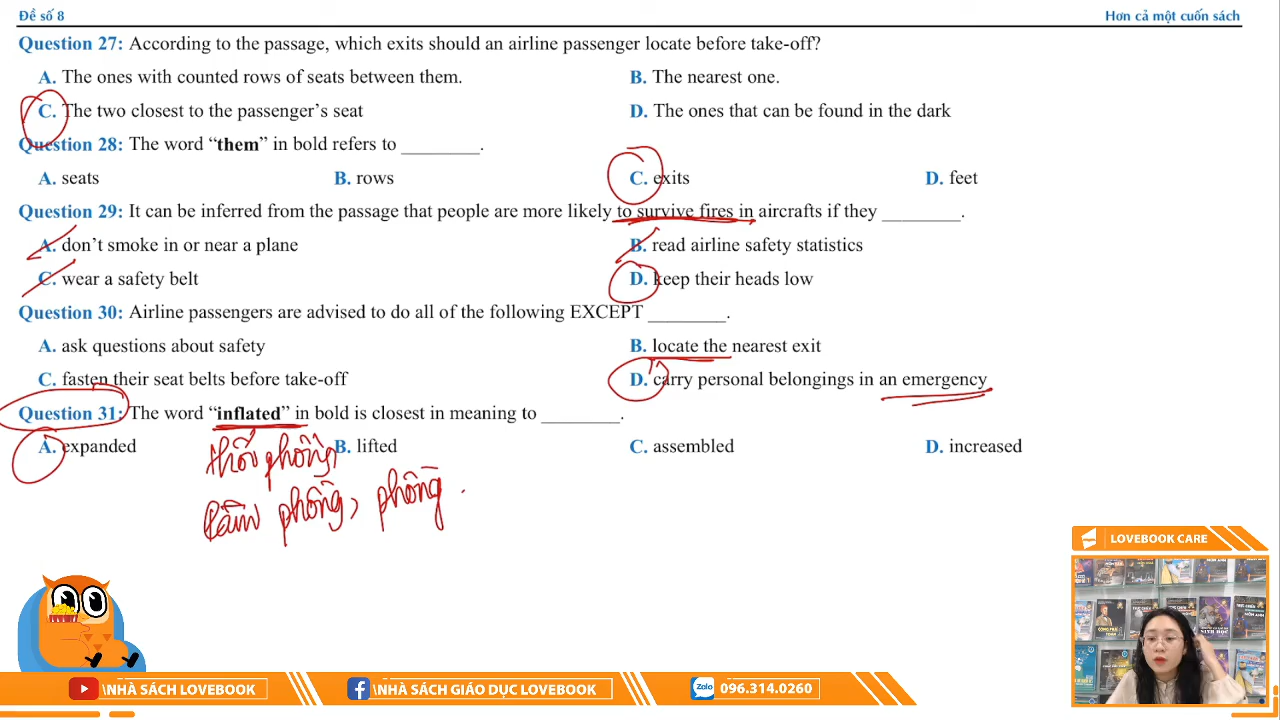 Đề số 8
Hơn cả một cuốn sách
Question 27: According to the passage, which exits should an airline passenger locate before take-off?
A. The ones with counted rows of seats between them.
B. The nearest one.
C. The two closest to the passenger’s seat
D. The ones that can be found in the dark
Question 28: The word “them” in bold refers to ________.
A. seats
B. rows
C. exits
D. feet
Question 29: It can be inferred from the passage that people are more likely to survive fires in aircrafts if they ________.
A. don’t smoke in or near a plane
B. read airline safety statistics
C. wear a safety belt
D. keep their heads low
Question 30: Airline passengers are advised to do all of the following EXCEPT ________.
A. ask questions about safety
B. locate the nearest exit
C. fasten their seat belts before take-off
D. carry personal belongings in an emergency
Question 31: The word “inflated” in bold is closest in meaning to ________.
A. expanded
B. lifted
C. assembled
D. increased
thổi phồng
làm phồng, phồng
LOVEBOOK CARE
NHÀ SÁCH LOVEBOOK
NHÀ SÁCH GIÁO DỤC LOVEBOOK
Zalo
096.314.0260